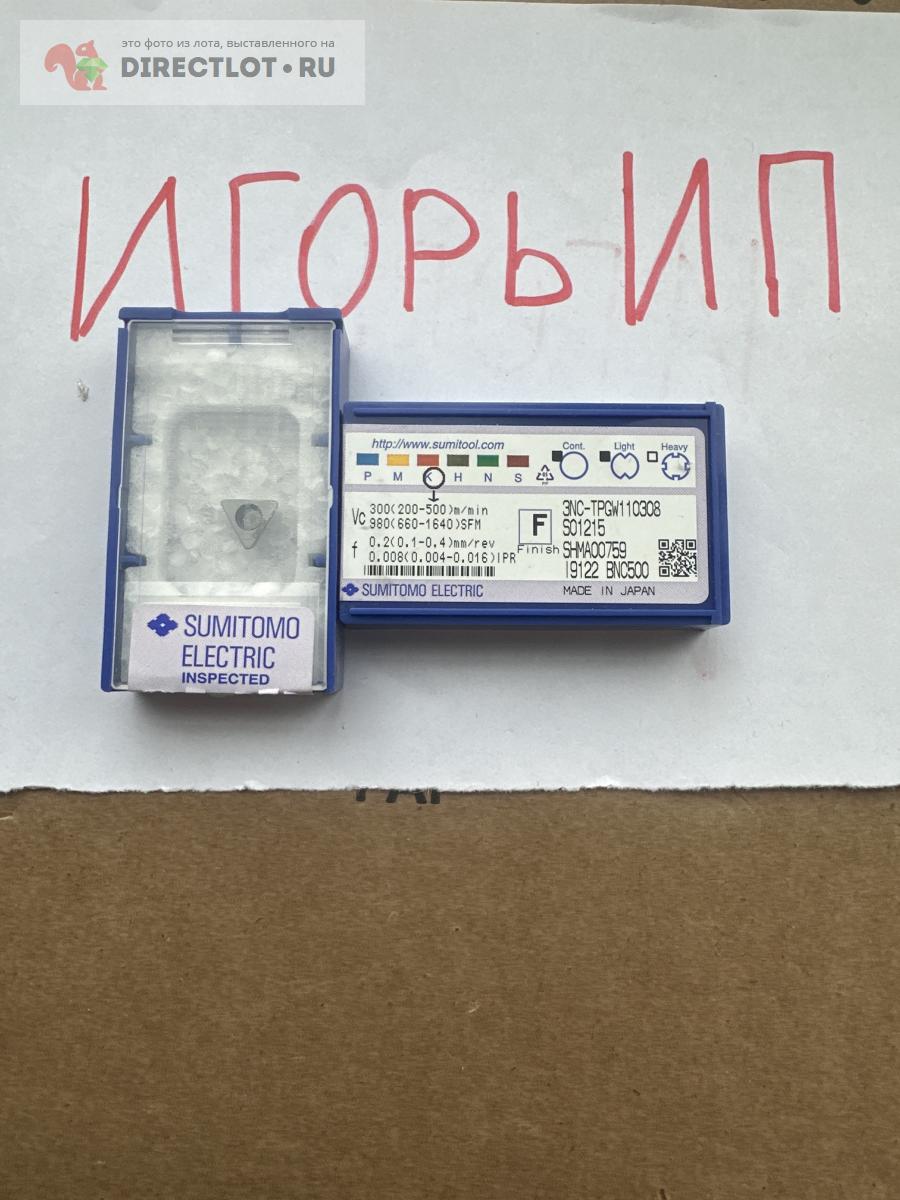 это фото из лота, выставленного на
DIRECTLOT•RU
ИГОРЬ ИП
SUMITOMO
ELECTRIC
INSPECTED
http://www.sumitool.com
P M K H N S
Cont. Light Heavy
Vc 300(200-500)m/min
980(660-1640)SFM
f 0.2(0.1-0.4)mm/rev
0.008(0.004-0.016)IPR
F
Finish
3NC-TPGW110308
S01215
SHMA00759
19122 BNC500
SUMITOMO ELECTRIC
MADE IN JAPAN